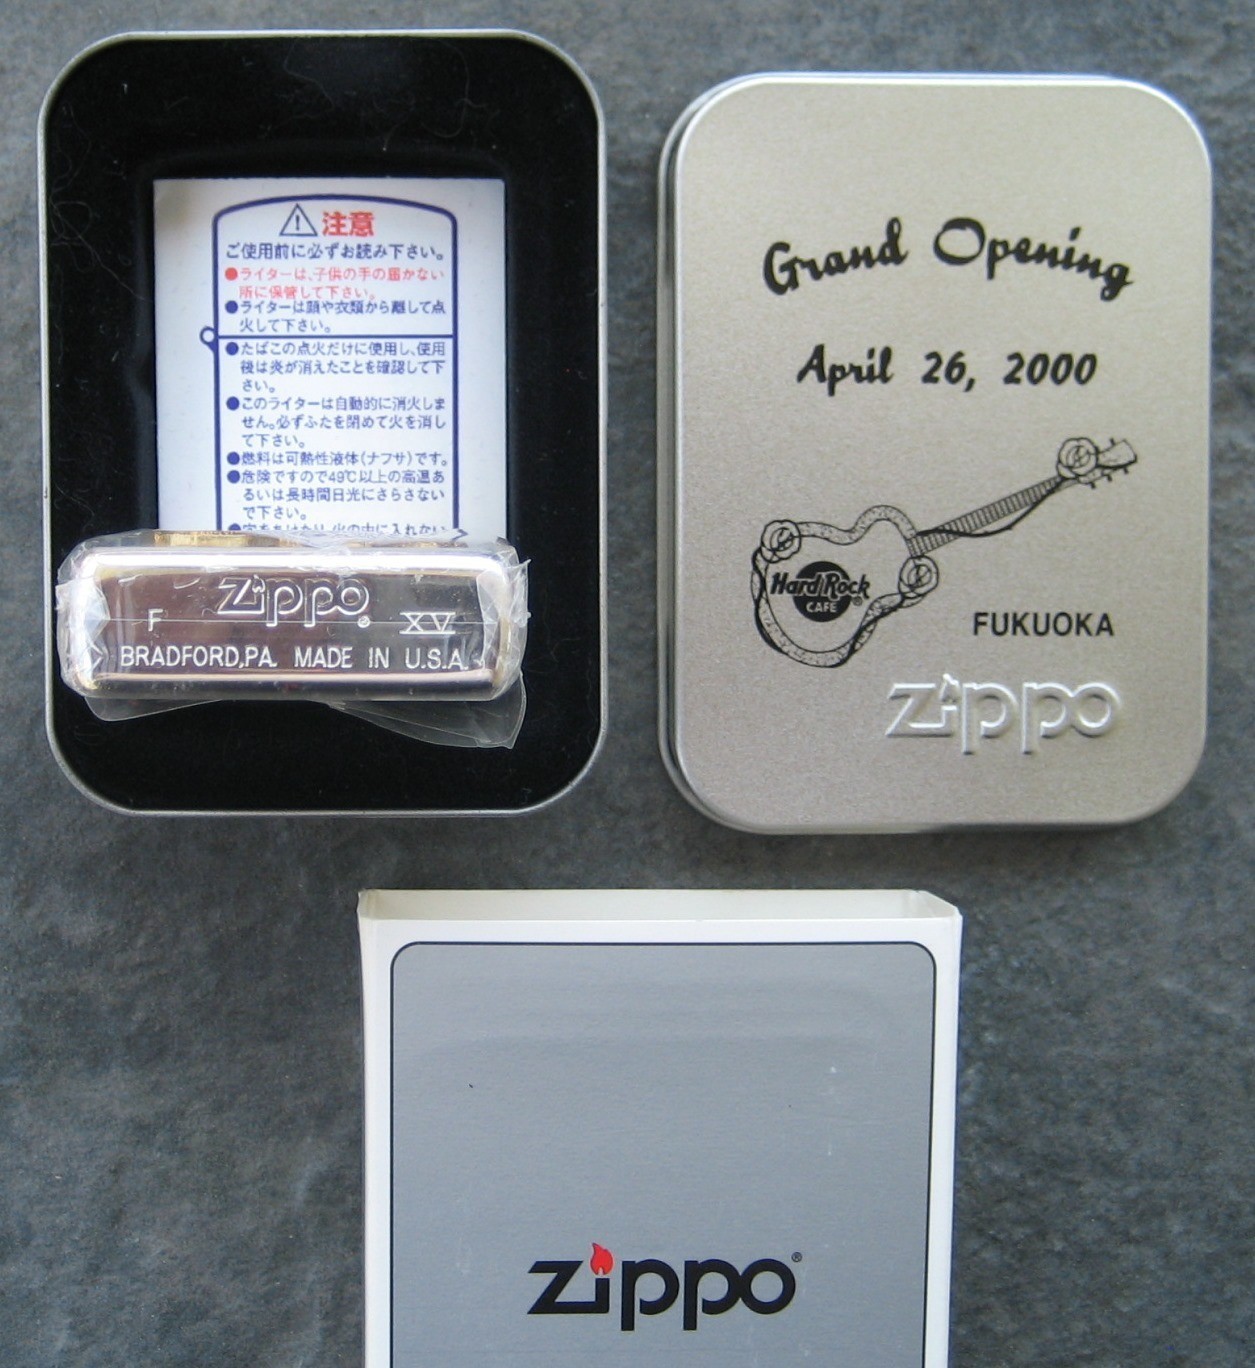 注意
ご使用前に必ずお読み下さい。
●ライターは、子供の手の届かない
所に保管して下さい。
●ライターは顔や衣類から離して点
火して下さい。
●たばこの点火だけに使用し、使用
後は炎が消えたことを確認して下
さい。
●このライターは自動的に消火しま
せん。必ずふたを閉めて火を消し
て下さい。
●燃料は可熱性液体(ナフサ)です。
●危険ですので49℃以上の高温あ
るいは長時間日光にさらさない
で下さい。
Zippo®
F XV
BRADFORD,PA. MADE IN U.S.A.
Grand Opening
April 26, 2000
Hard Rock
CAFE
®
FUKUOKA
Zippo
zippo®